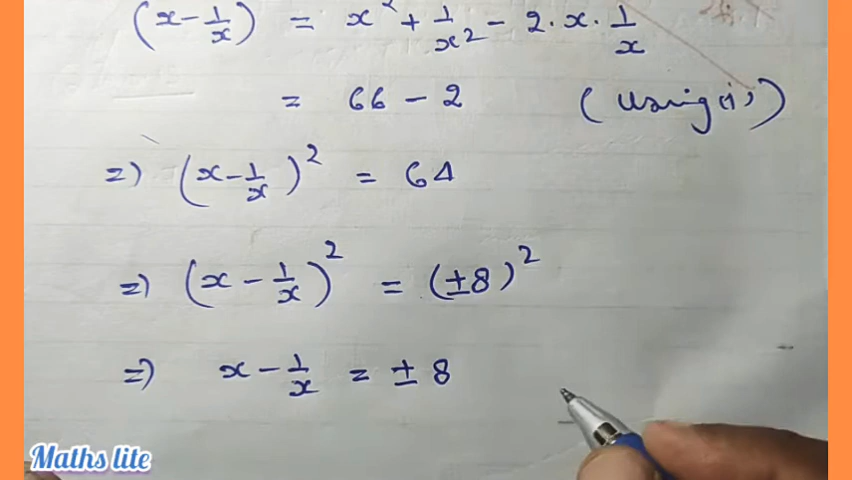 (x - 1/x) = x² + 1/x² - 2 · x · 1/x
= 66 - 2 (using (i))
=> (x - 1/x)² = 64
=> (x - 1/x)² = (±8)²
=> x - 1/x = ± 8
Maths lite